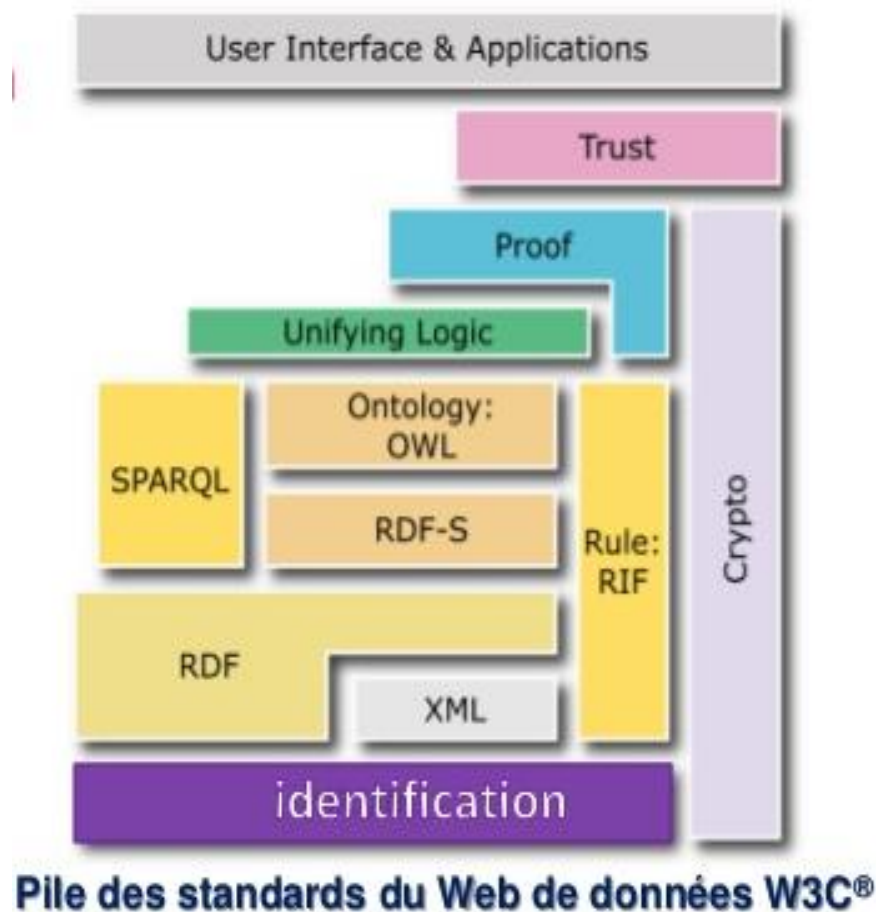 User Interface & Applications
Trust
Proof
Unifying Logic
Ontology:
OWL
SPARQL
RDF-S
Rule:
RIF
Crypto
RDF
XML
identification
Pile des standards du Web de données W3C®